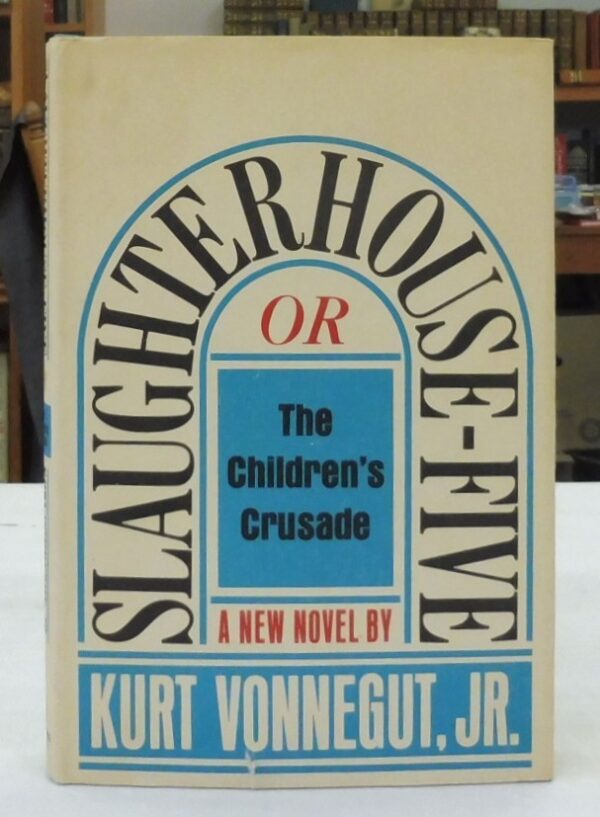 SLAUGHTERHOUSE-FIVE
OR
The
Children's
Crusade
A NEW NOVEL BY
KURT VONNEGUT, JR.